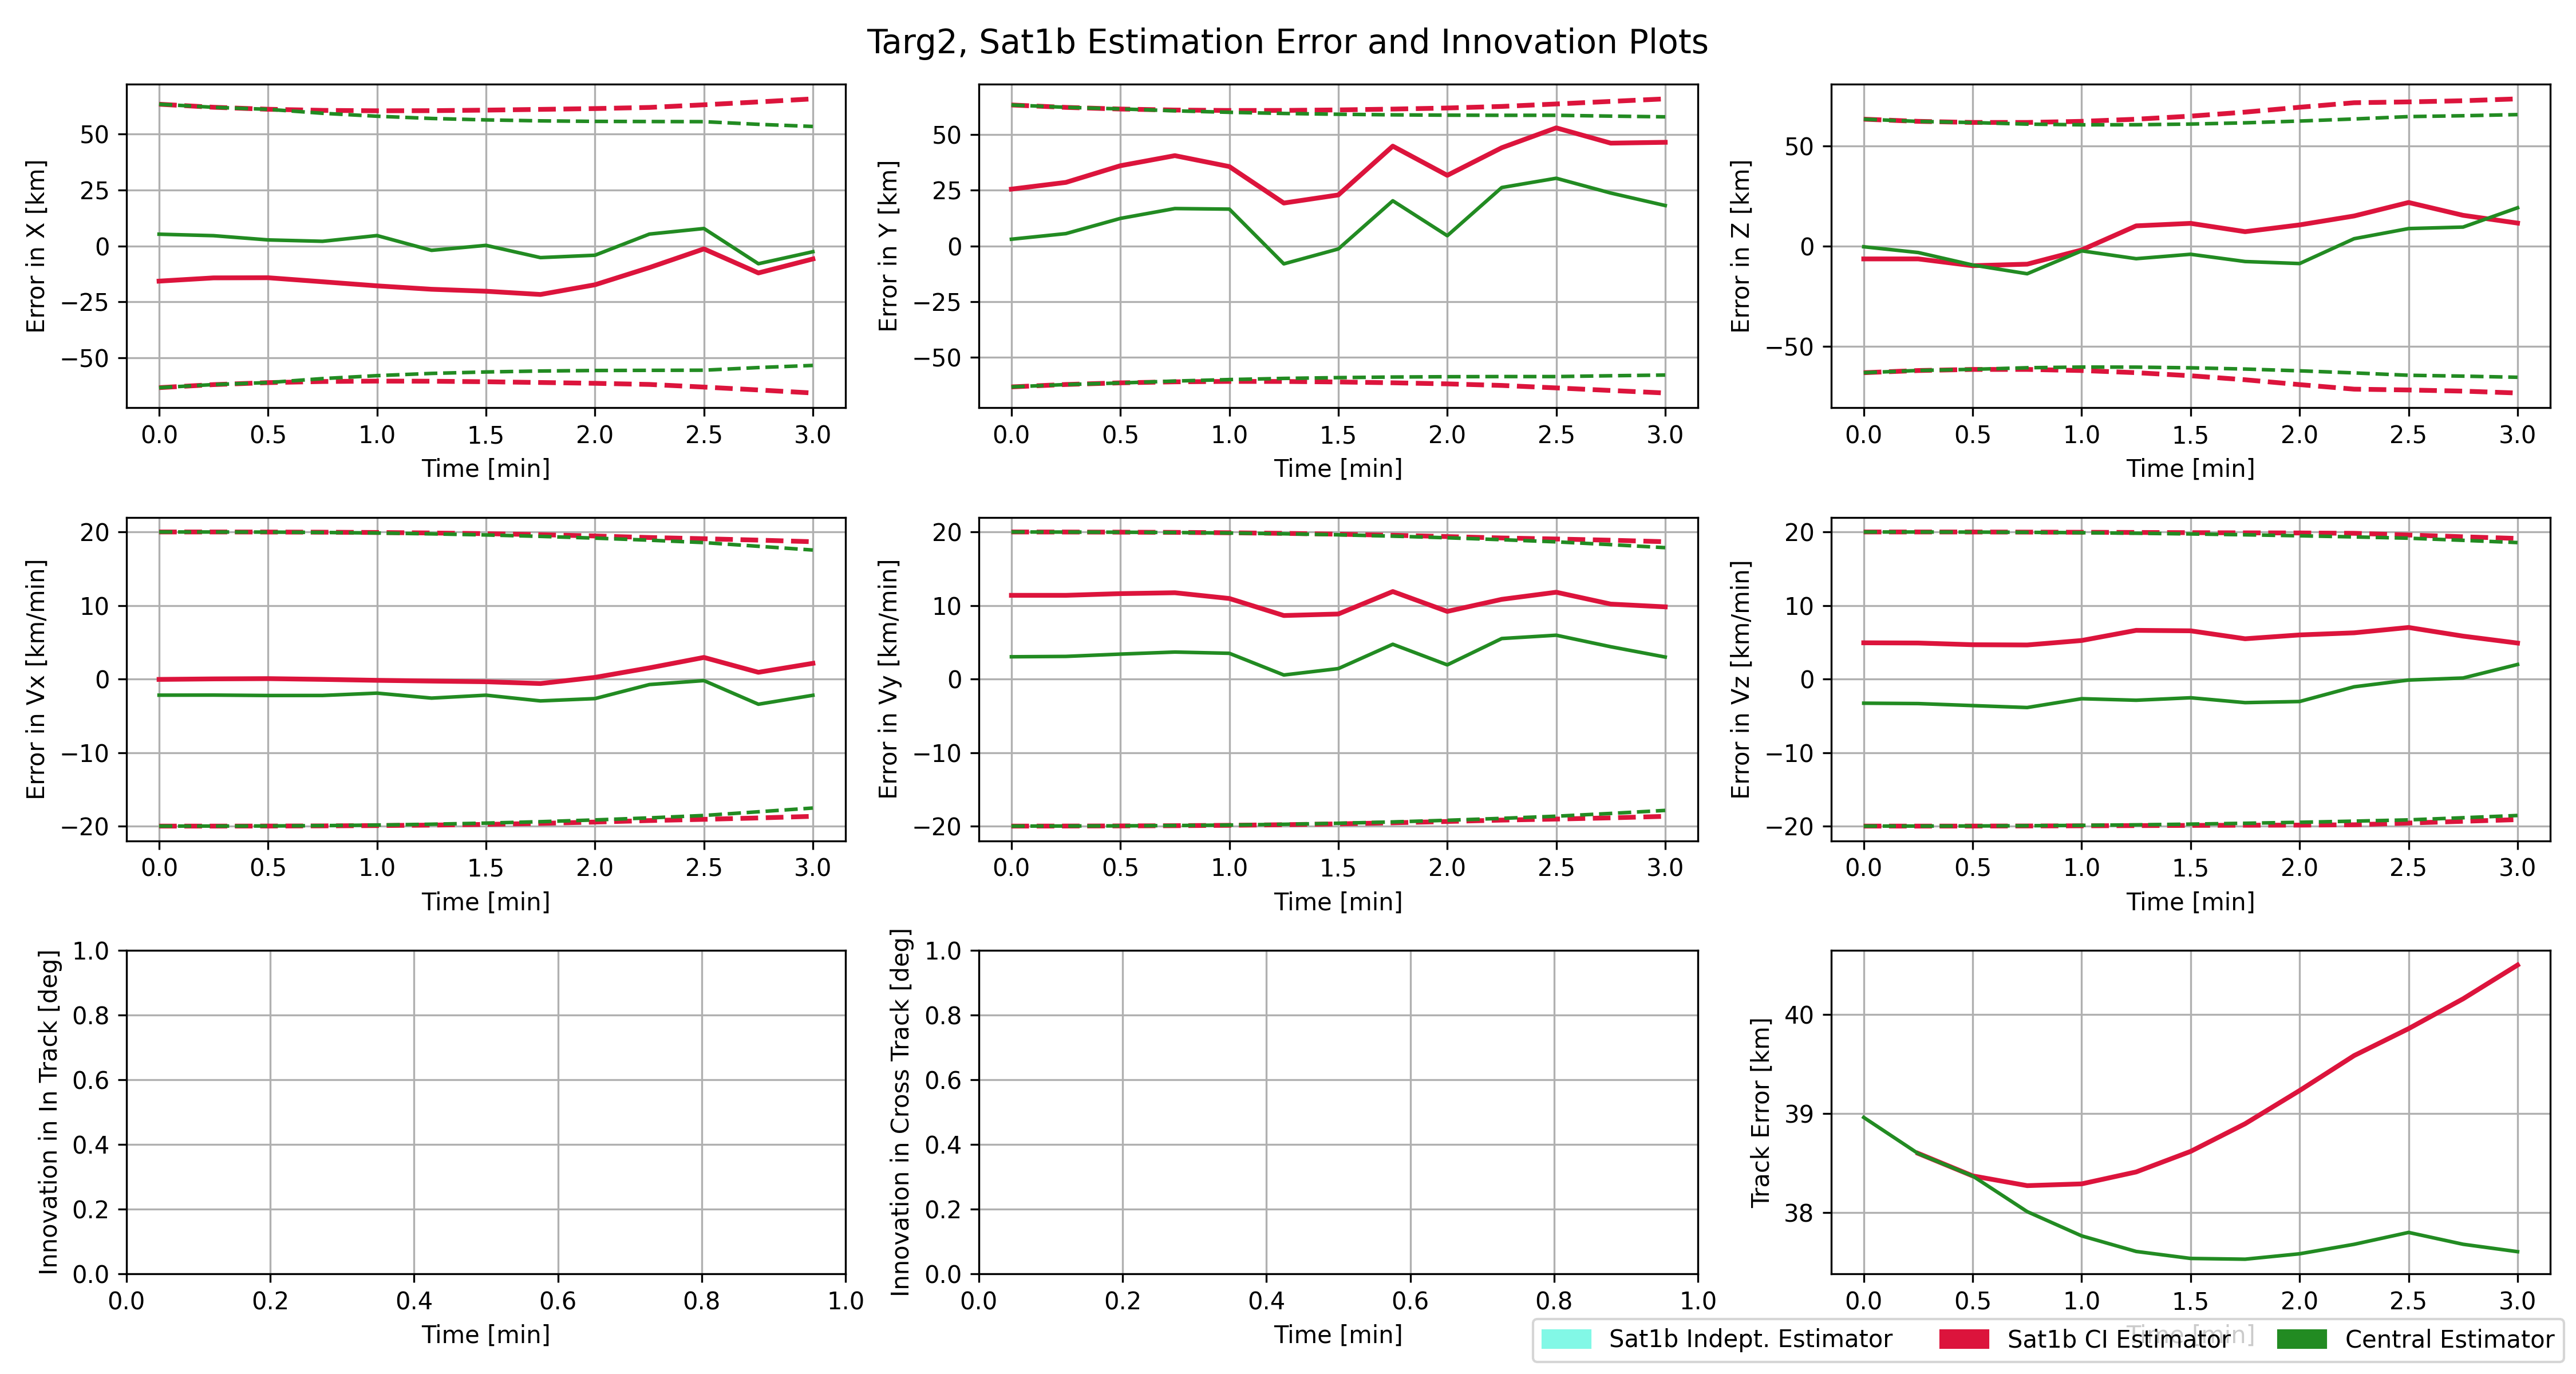 Targ2, Sat1b Estimation Error and Innovation Plots
Error in X [km]
50
25
0
−25
−50
0.0 0.5 1.0 1.5 2.0 2.5 3.0
Time [min]
Error in Y [km]
50
25
0
−25
−50
0.0 0.5 1.0 1.5 2.0 2.5 3.0
Time [min]
Error in Z [km]
50
0
−50
0.0 0.5 1.0 1.5 2.0 2.5 3.0
Time [min]
Error in Vx [km/min]
20
10
0
−10
−20
0.0 0.5 1.0 1.5 2.0 2.5 3.0
Time [min]
Error in Vy [km/min]
20
10
0
−10
−20
0.0 0.5 1.0 1.5 2.0 2.5 3.0
Time [min]
Error in Vz [km/min]
20
10
0
−10
−20
0.0 0.5 1.0 1.5 2.0 2.5 3.0
Time [min]
Innovation in In Track [deg]
1.0
0.8
0.6
0.4
0.2
0.0
0.0 0.2 0.4 0.6 0.8 1.0
Time [min]
Innovation in Cross Track [deg]
1.0
0.8
0.6
0.4
0.2
0.0
0.0 0.2 0.4 0.6 0.8 1.0
Time [min]
Track Error [km]
40
39
38
0.0 0.5 1.0 1.5 2.0 2.5 3.0
Time [min]
Sat1b Indept. Estimator Sat1b CI Estimator Central Estimator